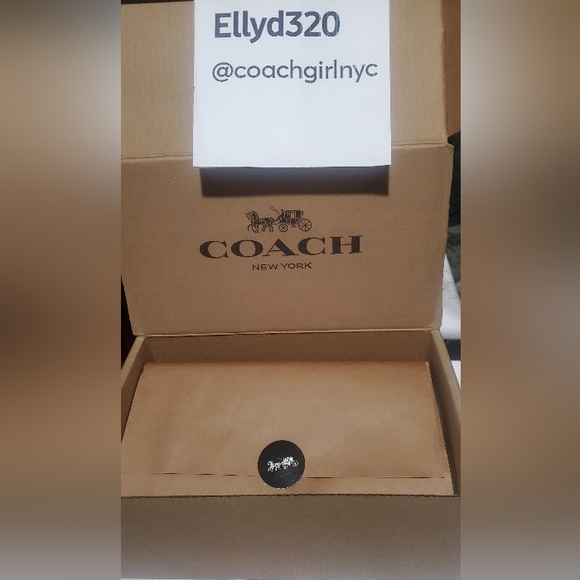 Ellyd320
@coachgirlnyc
COACH
NEW YORK